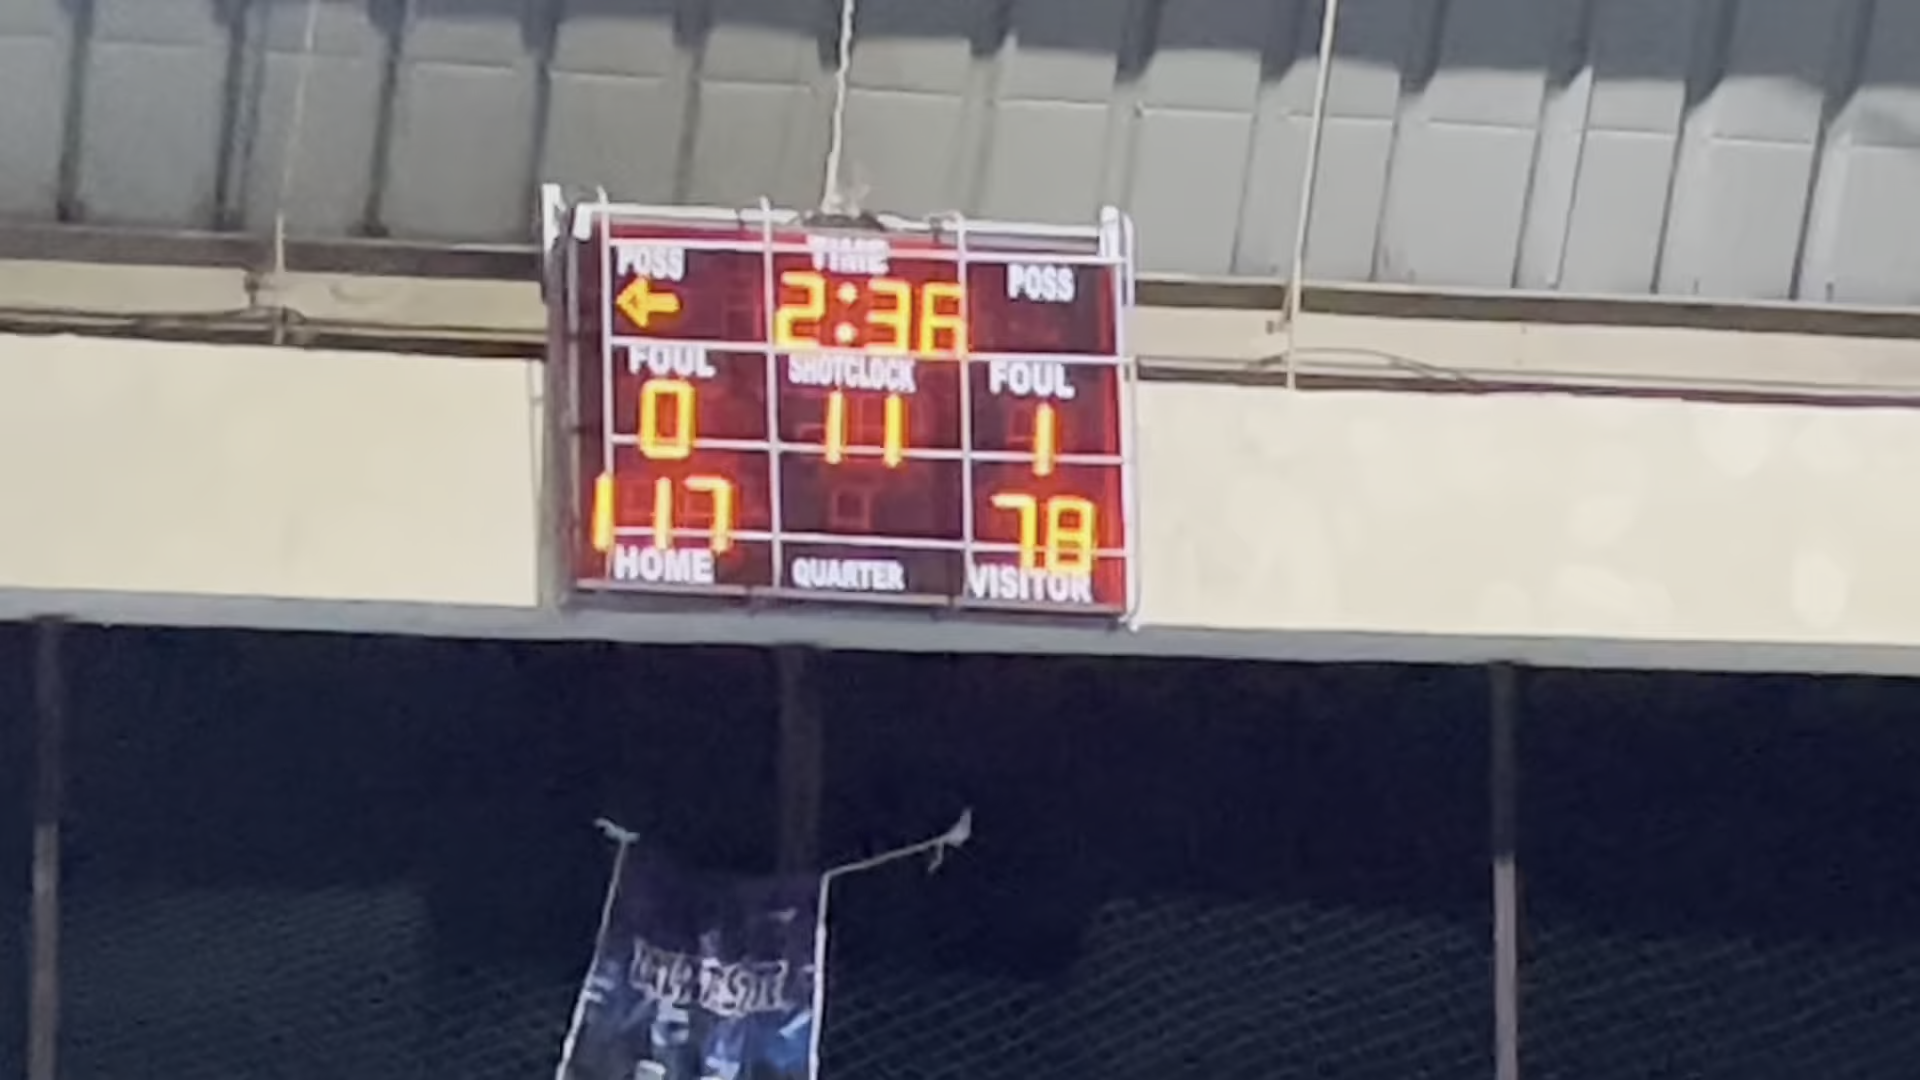 POSS TIME POSS
← 2:36
FOUL SHOTCLOCK FOUL
0 11 1
117 78
HOME QUARTER VISITOR